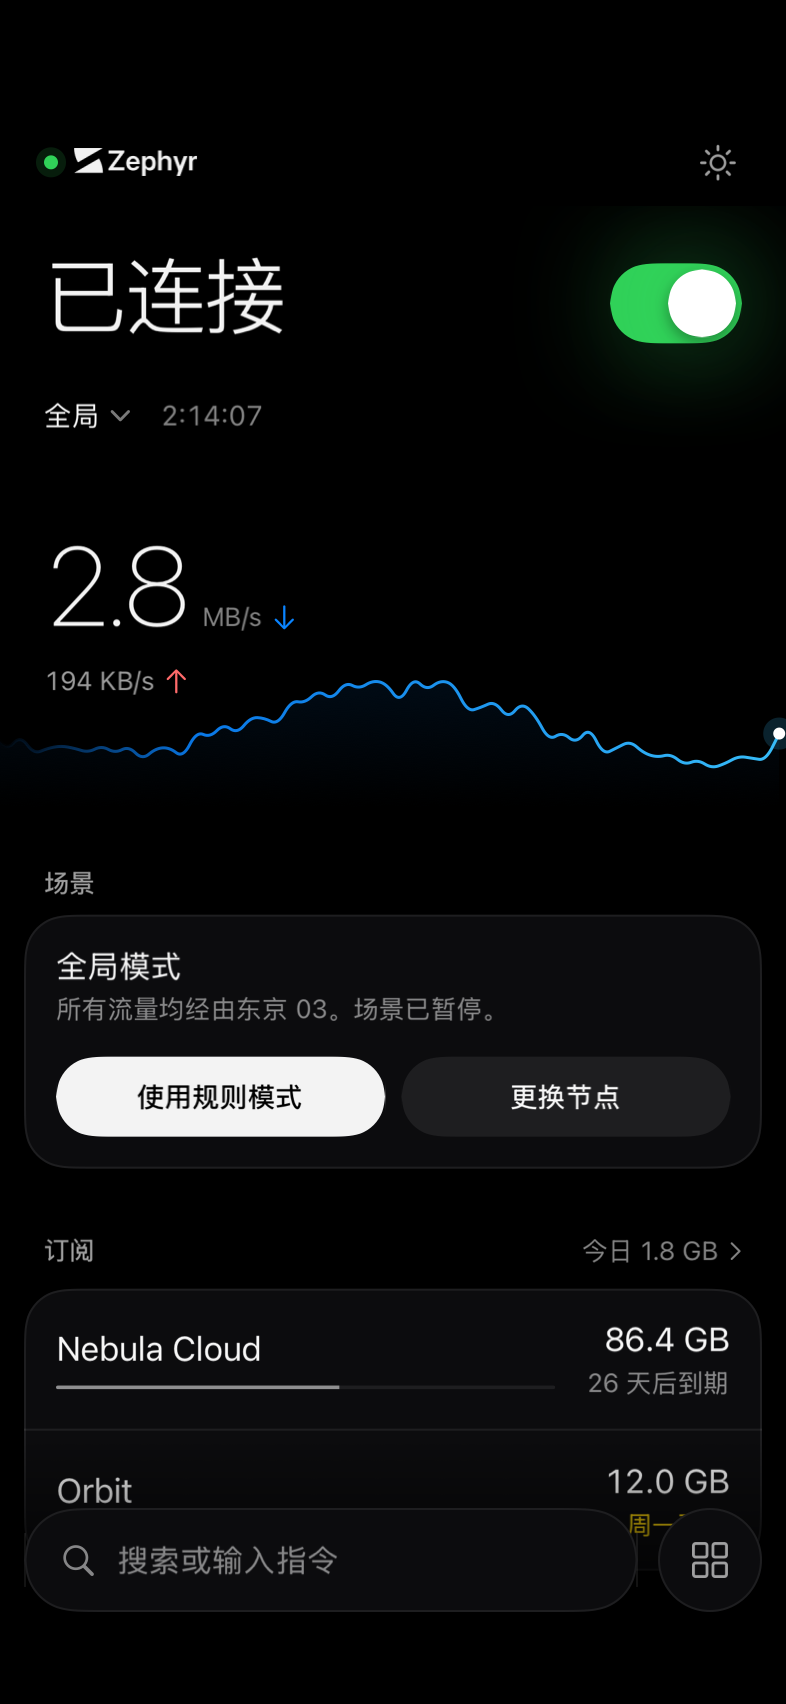 Zephyr
已连接
全局 2:14:07
2.8 MB/s
194 KB/s
场景
全局模式
所有流量均经由东京 03。场景已暂停。
使用规则模式 更换节点
订阅 今日 1.8 GB
Nebula Cloud 86.4 GB
26 天后到期
Orbit 12.0 GB
周一
搜索或输入指令